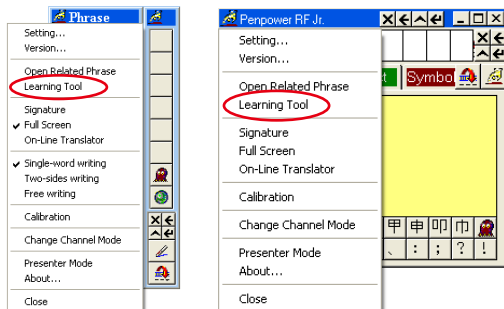 Phrase
Setting...
Version...
Open Related Phrase
Learning Tool
Signature
Full Screen
On-Line Translator
Single-word writing
Two-sides writing
Free writing
Calibration
Change Channel Mode
Presenter Mode
About...
Close
Penpower RF Jr.
Setting...
Version...
Open Related Phrase
Learning Tool
Signature
Full Screen
On-Line Translator
Calibration
Change Channel Mode
Presenter Mode
About...
Close
Symbo
甲 申 叩 巾
、 : ; ? !